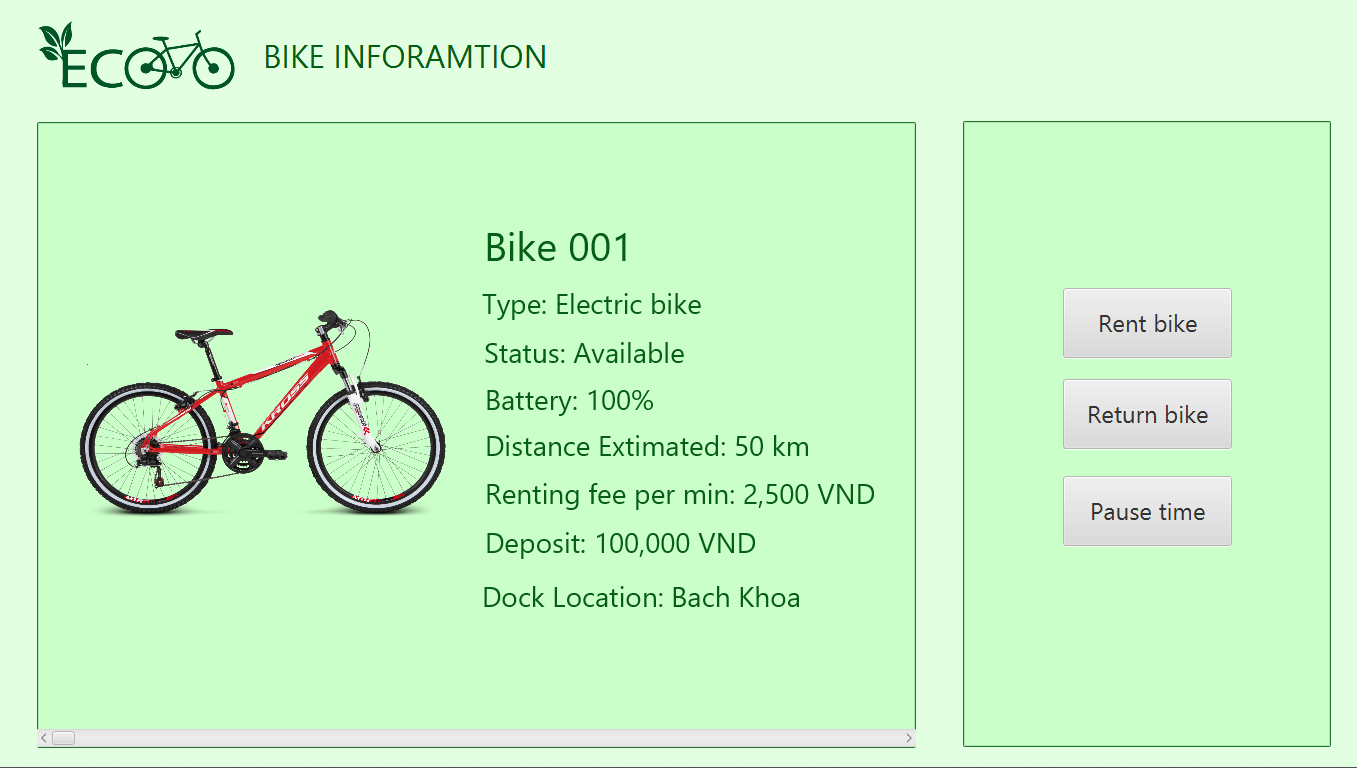 ECO
BIKE INFORAMTION
Bike 001
Type: Electric bike
Status: Available
Battery: 100%
Distance Extimated: 50 km
Renting fee per min: 2,500 VND
Deposit: 100,000 VND
Dock Location: Bach Khoa
KROSS
Rent bike
Return bike
Pause time